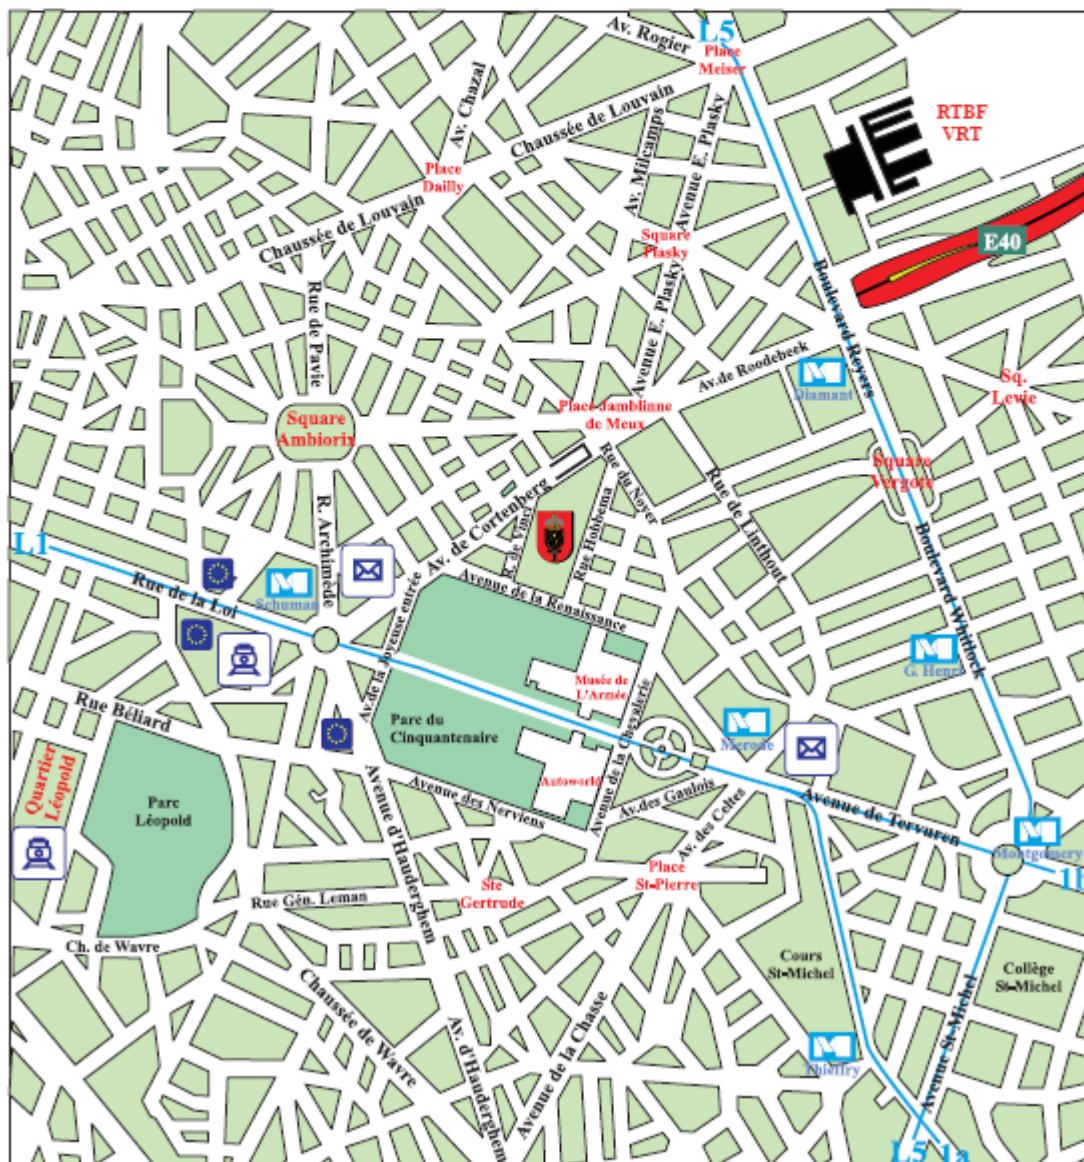 Av. Rogier
L5
Place
Meiser
Av. Chazal
Chaussée de Louvain
Av. Milcamps
Avenue E. Plasky
RTBF
VRT
Place
Dailly
Chaussée de Louvain
Square
Plasky
E40
Rue de Pavie
Avenue E. Plasky
Boulevard Reyers
Av.de Roodebeek
Diamant
Sq.
Levie
Place Jamblinne
de Meux
Square
Ambiorix
Square
Vergote
Rue du Noyer
Rue de Linthout
Av. de Cortenberg
R. de Vinci
Rue Hobbema
R. Archimède
L1
Rue de la Loi
Schuman
Avenue de la Renaissance
Av.de la Joyeuse entrée
Boulevard Whitlock
G. Henri
Musée de
L'Armée
Rue Béliard
Parc du
Cinquantenaire
Avenue de la Chevalerie
Merode
Quartier
Léopold
Parc
Léopold
Autoworld
Avenue des Nerviens
Av.des Gaulois
Av. des Celtes
Avenue de Tervuren
Montgomery
1b
Avenue d'Hauderghem
Place
St-Pierre
Ste
Gertrude
Rue Gén. Leman
Ch. de Wavre
Cours
St-Michel
Collège
St-Michel
Chaussée de Wavre
Av. d'Hauderghem
Avenue de la Chasse
Thieffry
Avenue St-Michel
L5
1a